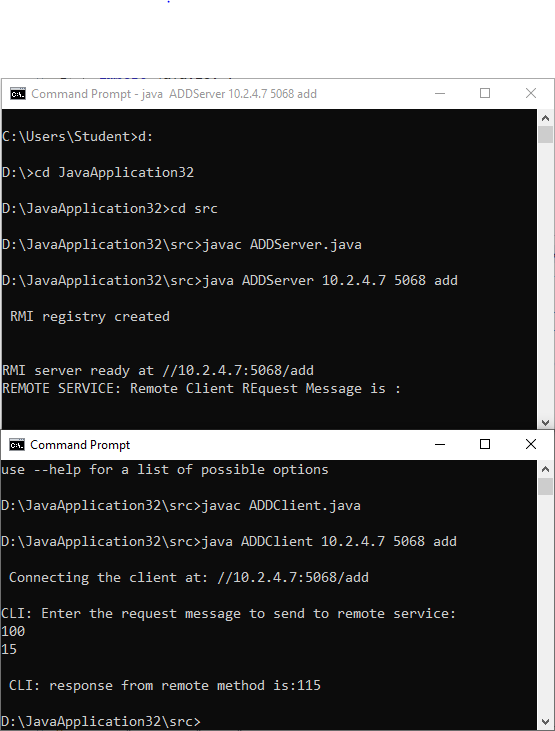 Command Prompt - java ADDServer 10.2.4.7 5068 add
C:\Users\Student>d:
D:\>cd JavaApplication32
D:\JavaApplication32>cd src
D:\JavaApplication32\src>javac ADDServer.java
D:\JavaApplication32\src>java ADDServer 10.2.4.7 5068 add
RMI registry created
RMI server ready at //10.2.4.7:5068/add
REMOTE SERVICE: Remote Client REquest Message is :
Command Prompt
use --help for a list of possible options
D:\JavaApplication32\src>javac ADDClient.java
D:\JavaApplication32\src>java ADDClient 10.2.4.7 5068 add
Connecting the client at: //10.2.4.7:5068/add
CLI: Enter the request message to send to remote service:
100
15
CLI: response from remote method is:115
D:\JavaApplication32\src>